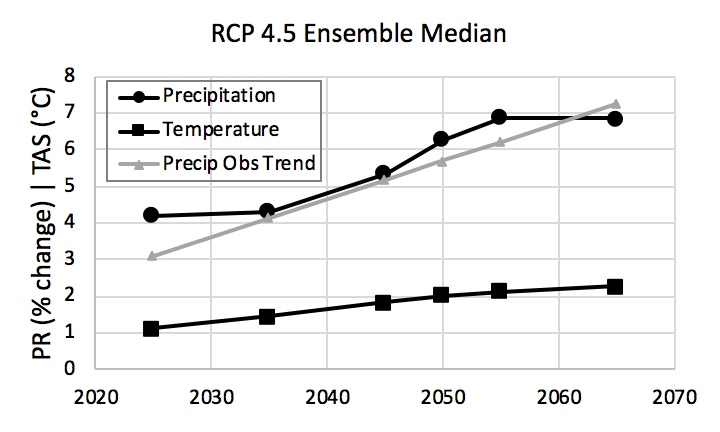 RCP 4.5 Ensemble Median
PR (% change) | TAS (°C)
8
7
6
5
4
3
2
1
0
Precipitation
Temperature
Precip Obs Trend
2020 2030 2040 2050 2060 2070